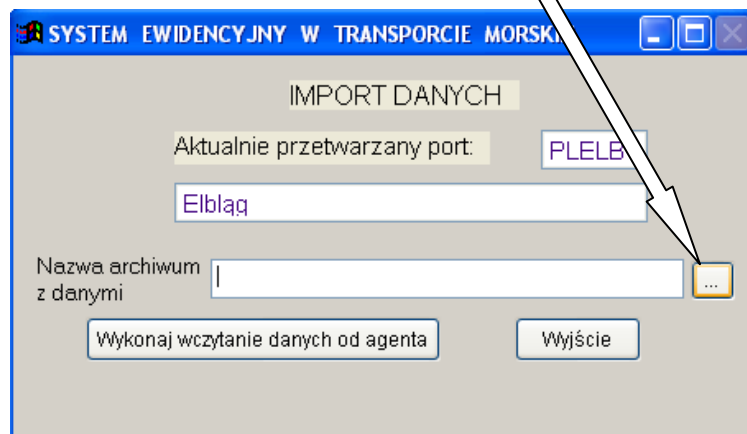 SYSTEM EWIDENCYJNY W TRANSPORCIE MORSKI
IMPORT DANYCH
Aktualnie przetwarzany port: PLELB
Elbląg
Nazwa archiwum
z danymi
...
Wykonaj wczytanie danych od agenta Wyjście